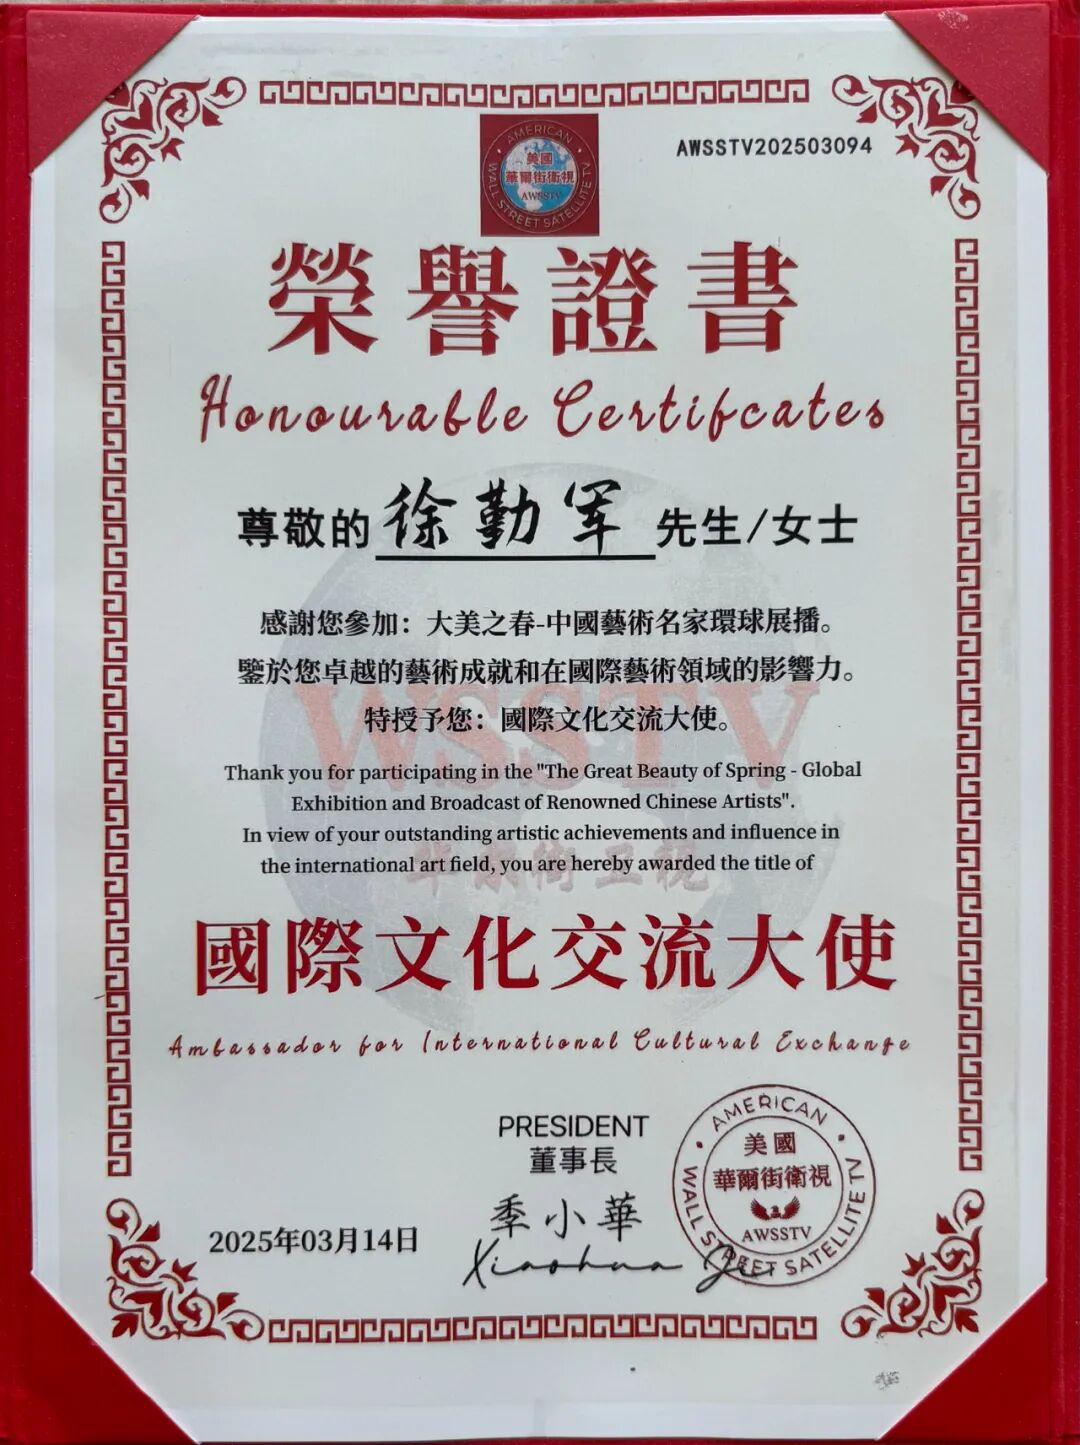 AWSSTV202503094
AMERICAN
美國
華爾街衛視
AWSSTV
WALL STREET SATELLITE TV
榮譽證書
Honourable Certifcates
尊敬的 徐勤军 先生/女士
感謝您參加：大美之春-中國藝術名家環球展播。
鑒於您卓越的藝術成就和在國際藝術領域的影響力。
特授予您：國際文化交流大使。
WSSTV
Thank you for participating in the "The Great Beauty of Spring - Global
Exhibition and Broadcast of Renowned Chinese Artists".
In view of your outstanding artistic achievements and influence in
the international art field, you are hereby awarded the title of
华尔街卫视
國際文化交流大使
Ambassador for International Cultural Exchange
PRESIDENT
董事長
季小華
Xiaohua Ji
2025年03月14日
AMERICAN
美國
華爾街衛視
AWSSTV
WALL STREET SATELLITE TV